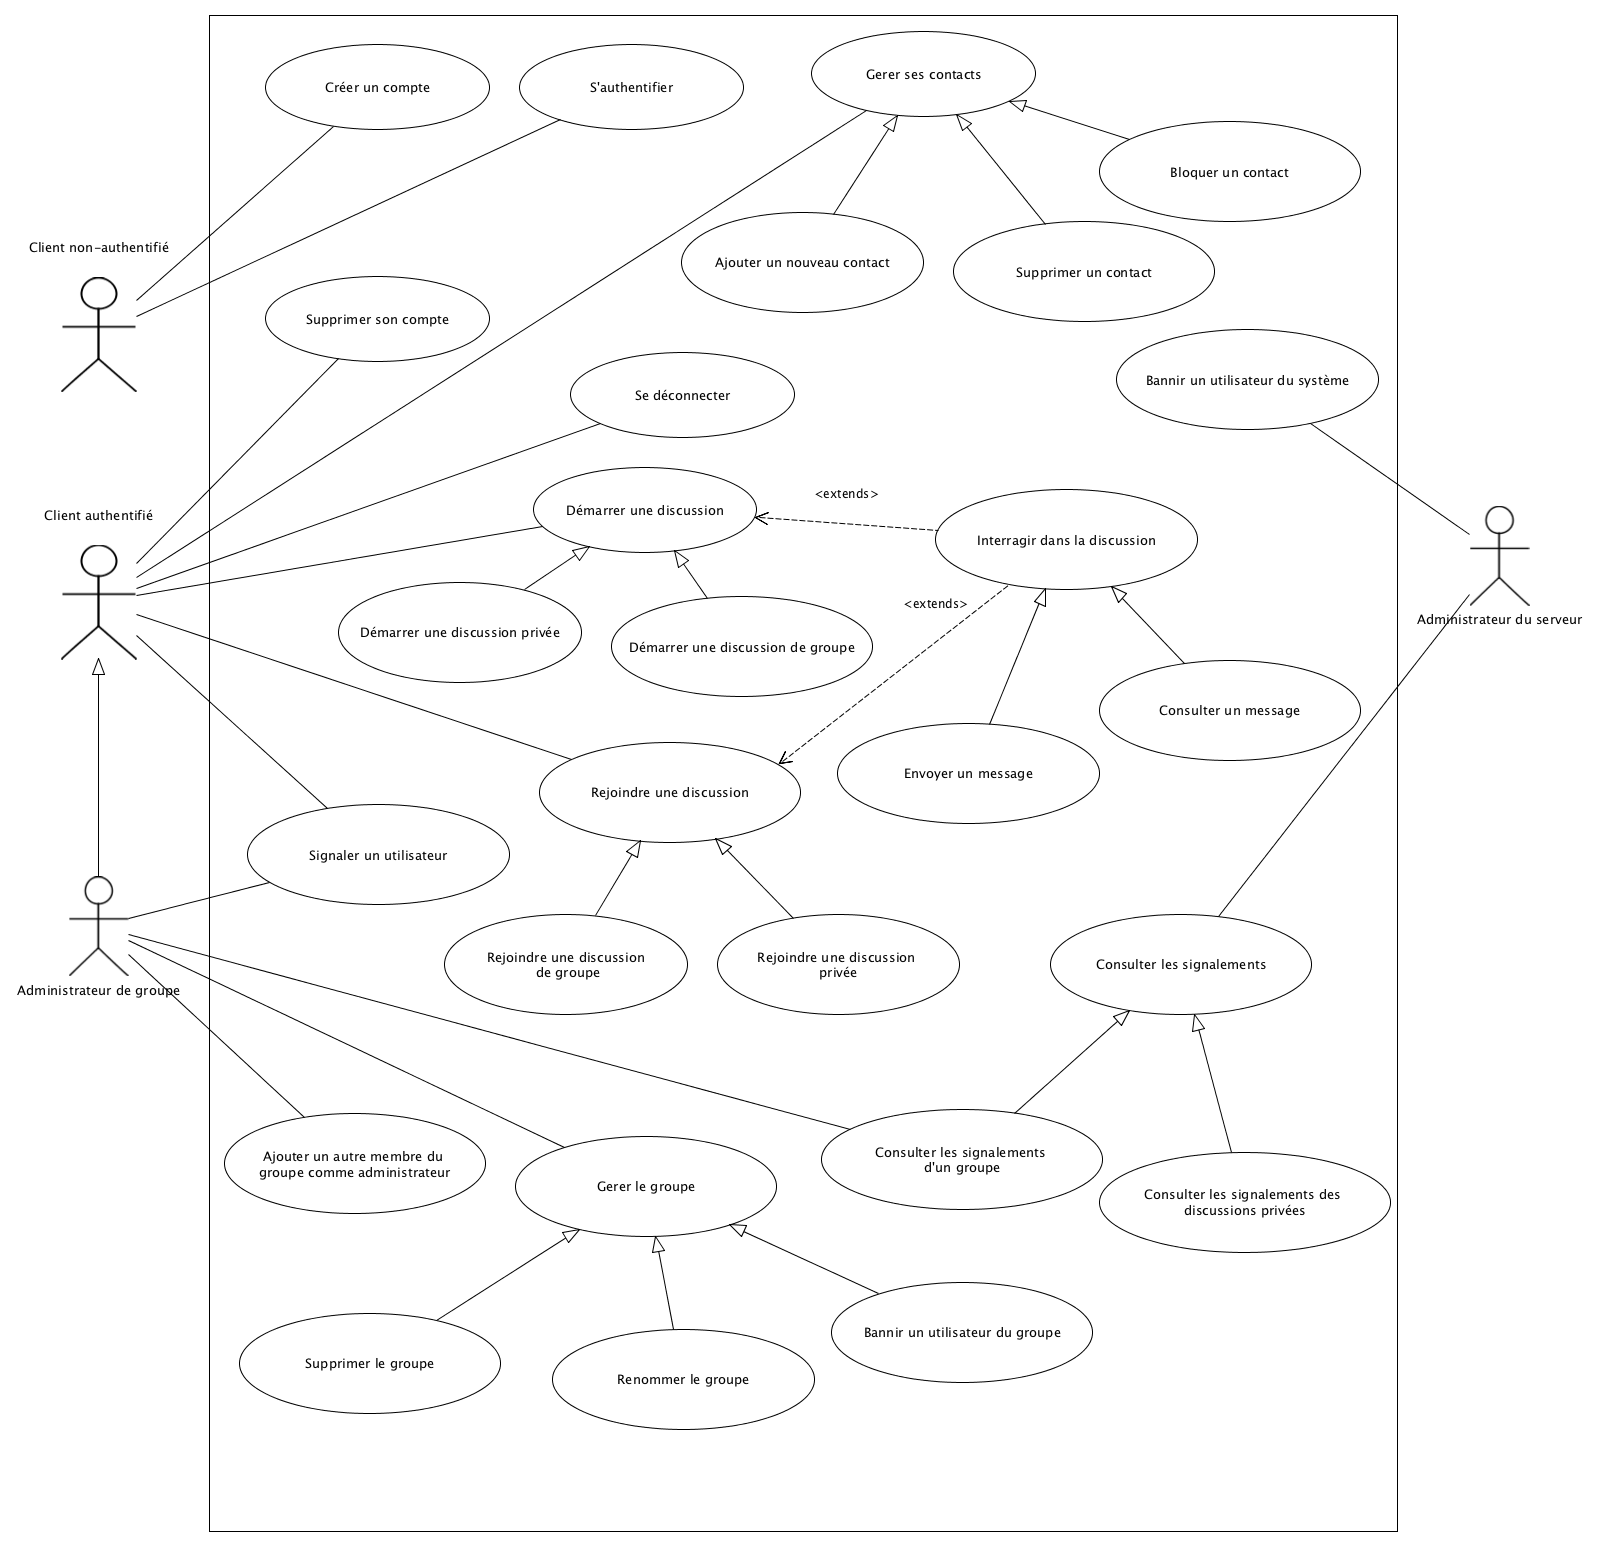 Créer un compte
S'authentifier
Gerer ses contacts
Bloquer un contact
Client non-authentifié
Ajouter un nouveau contact
Supprimer un contact
Supprimer son compte
Se déconnecter
Bannir un utilisateur du système
Client authentifié
Démarrer une discussion
<extends>
Interragir dans la discussion
<extends>
Administrateur du serveur
Démarrer une discussion privée
Démarrer une discussion de groupe
Consulter un message
Envoyer un message
Rejoindre une discussion
Signaler un utilisateur
Administrateur de groupe
Rejoindre une discussion
de groupe
Rejoindre une discussion
privée
Consulter les signalements
Ajouter un autre membre du
groupe comme administrateur
Gerer le groupe
Consulter les signalements
d'un groupe
Consulter les signalements des
discussions privées
Supprimer le groupe
Renommer le groupe
Bannir un utilisateur du groupe